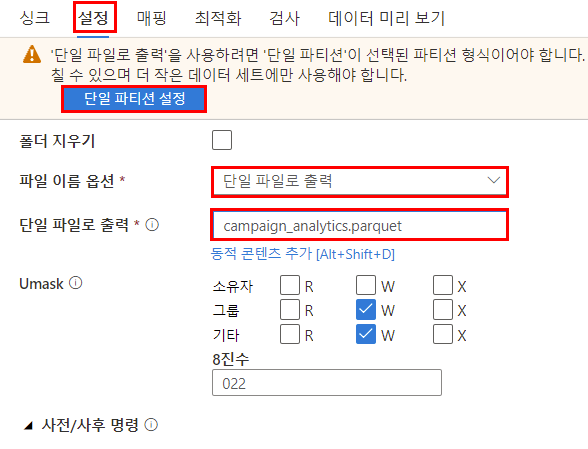 싱크 설정 매핑 최적화 검사 데이터 미리 보기
'단일 파일로 출력'을 사용하려면 '단일 파티션'이 선택된 파티션 형식이어야 합니다.
칠 수 있으며 더 작은 데이터 세트에만 사용해야 합니다.
단일 파티션 설정
폴더 지우기
파일 이름 옵션 * 단일 파일로 출력
단일 파일로 출력 * campaign_analytics.parquet
동적 콘텐츠 추가 [Alt+Shift+D]
Umask 소유자 R W X
그룹 R W X
기타 R W X
8진수
022
사전/사후 명령